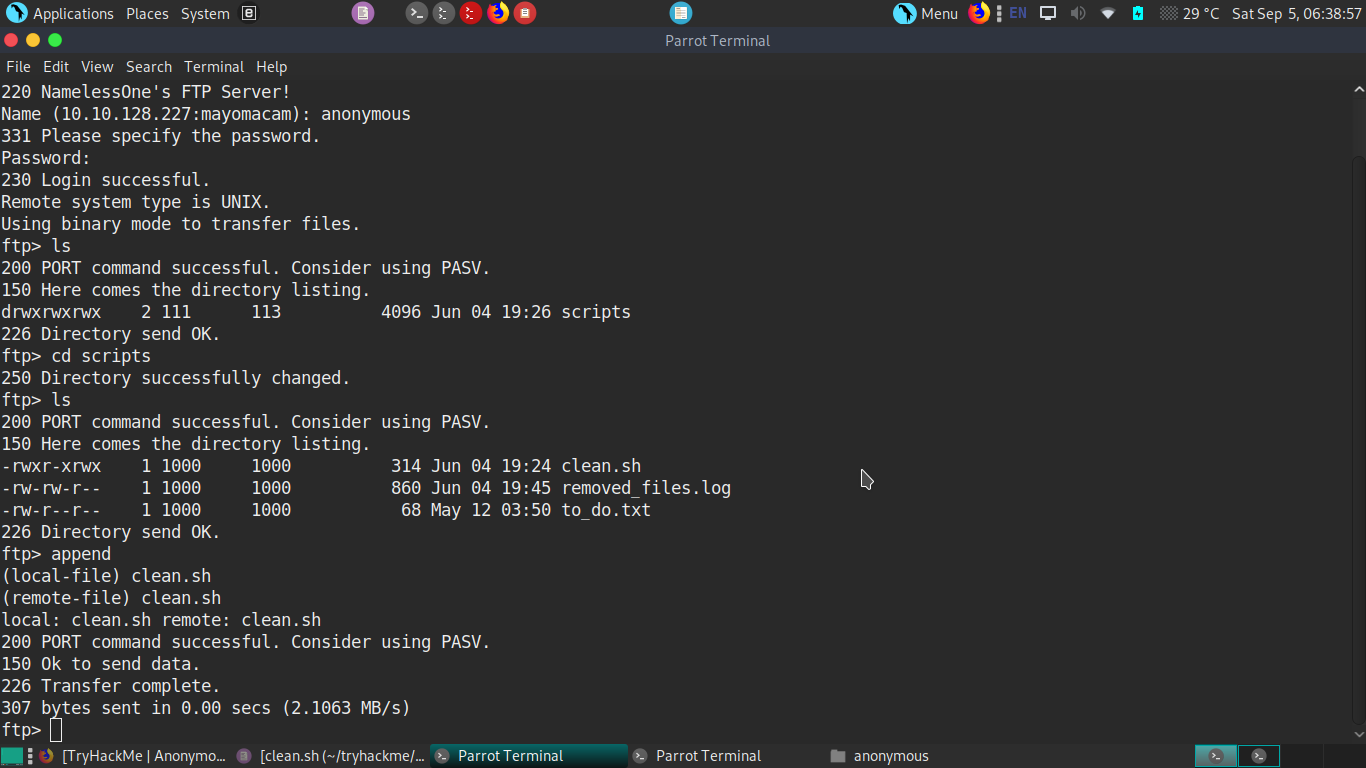 Applications Places System Menu EN 29 °C Sat Sep 5, 06:38:57
Parrot Terminal
File Edit View Search Terminal Help
220 NamelessOne's FTP Server!
Name (10.10.128.227:mayomacam): anonymous
331 Please specify the password.
Password:
230 Login successful.
Remote system type is UNIX.
Using binary mode to transfer files.
ftp> ls
200 PORT command successful. Consider using PASV.
150 Here comes the directory listing.
drwxrwxrwx    2 111      113          4096 Jun 04 19:26 scripts
226 Directory send OK.
ftp> cd scripts
250 Directory successfully changed.
ftp> ls
200 PORT command successful. Consider using PASV.
150 Here comes the directory listing.
-rwxr-xrwx    1 1000     1000          314 Jun 04 19:24 clean.sh
-rw-rw-r--    1 1000     1000          860 Jun 04 19:45 removed_files.log
-rw-r--r--    1 1000     1000           68 May 12 03:50 to_do.txt
226 Directory send OK.
ftp> append
(local-file) clean.sh
(remote-file) clean.sh
local: clean.sh remote: clean.sh
200 PORT command successful. Consider using PASV.
150 Ok to send data.
226 Transfer complete.
307 bytes sent in 0.00 secs (2.1063 MB/s)
ftp>
[TryHackMe | Anonymo... [clean.sh (~/tryhackme/... Parrot Terminal Parrot Terminal anonymous